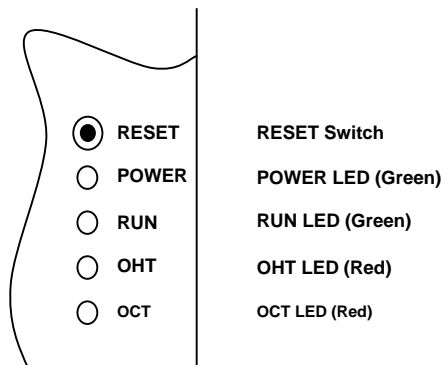 RESET RESET Switch
POWER POWER LED (Green)
RUN RUN LED (Green)
OHT OHT LED (Red)
OCT OCT LED (Red)